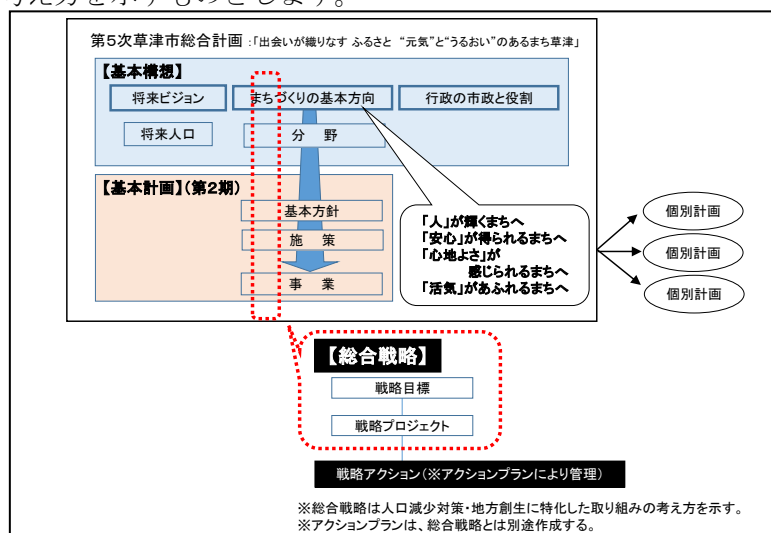 え方を示すものとします。
第5次草津市総合計画:「出会いが織りなす ふるさと “元気”と“うるおい”のあるまち草津」
【基本構想】
将来ビジョン
まちづくりの基本方向
行政の市政と役割
将来人口
分　野
【基本計画】(第2期)
基本方針
施　策
事　業
「人」が輝くまちへ
「安心」が得られるまちへ
「心地よさ」が
感じられるまちへ
「活気」があふれるまちへ
個別計画
個別計画
個別計画
【総合戦略】
戦略目標
戦略プロジェクト
戦略アクション(※アクションプランにより管理)
※総合戦略は人口減少対策・地方創生に特化した取り組みの考え方を示す。
※アクションプランは、総合戦略とは別途作成する。